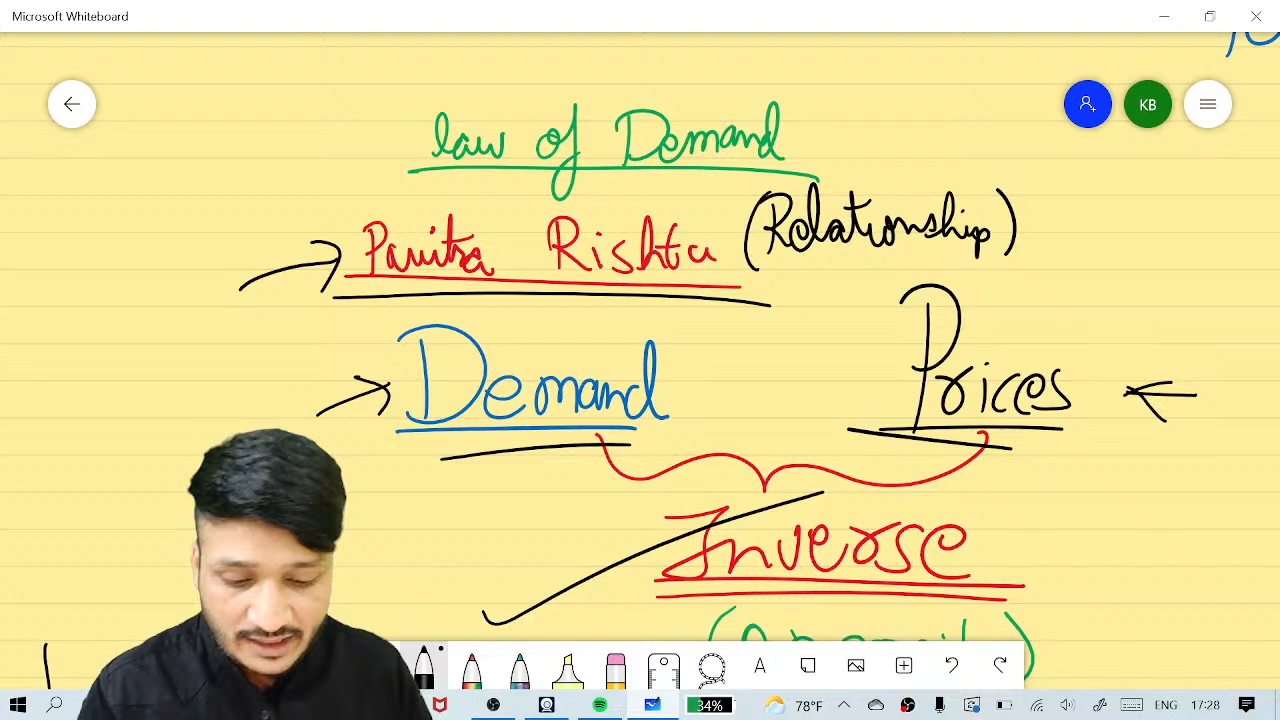 Microsoft Whiteboard
KB
law of Demand
Pavitra Rishta (Relationship)
Demand Prices
Inverse
A
34%
78°F
ENG
17:28